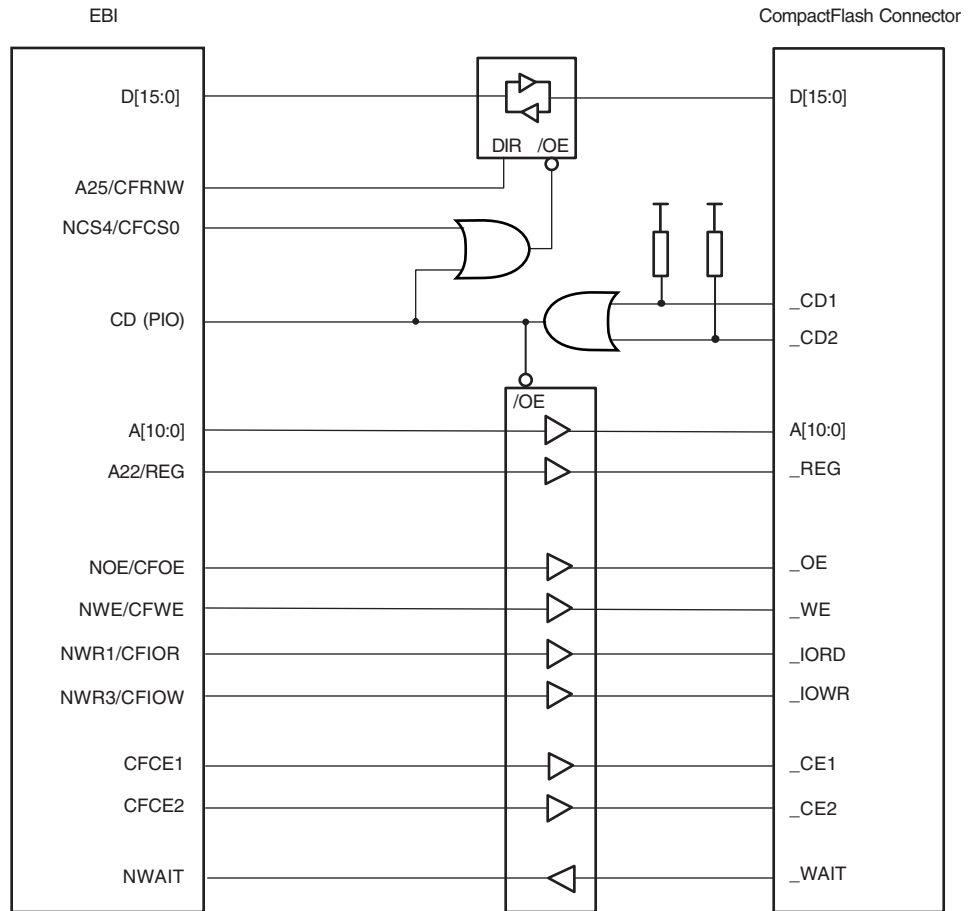 EBI
CompactFlash Connector
D[15:0]
D[15:0]
DIR /OE
A25/CFRNW
NCS4/CFCS0
_CD1
CD (PIO)
_CD2
/OE
A[10:0]
A[10:0]
A22/REG
_REG
NOE/CFOE
_OE
NWE/CFWE
_WE
NWR1/CFIOR
_IORD
NWR3/CFIOW
_IOWR
CFCE1
_CE1
CFCE2
_CE2
NWAIT
_WAIT